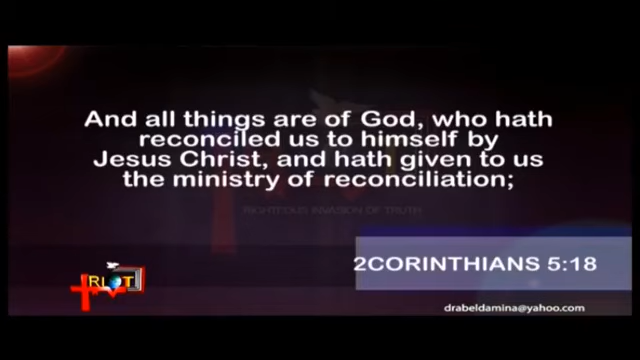 And all things are of God, who hath
reconciled us to himself by
Jesus Christ, and hath given to us
the ministry of reconciliation;
RIGHTEOUS INVASION OF TRUTH
2CORINTHIANS 5:18
RIOT
drabeldamina@yahoo.com